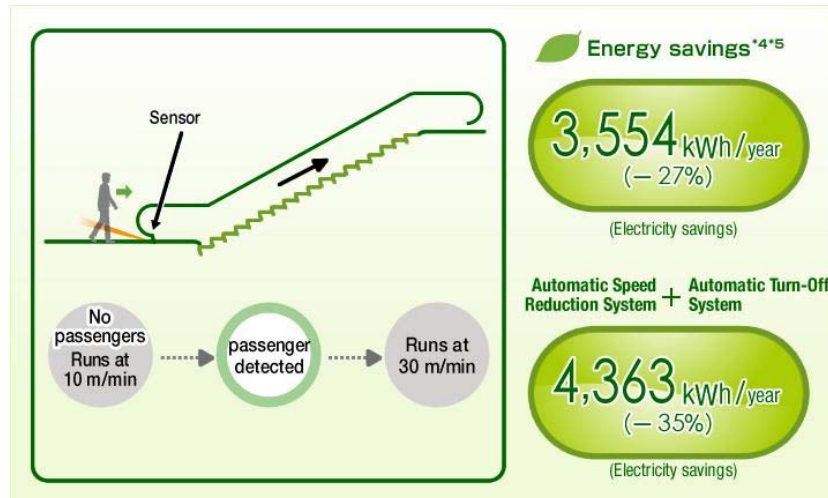 Sensor
No
passengers
Runs at
10 m/min
passenger
detected
Runs at
30 m/min
Energy savings*4*5
3,554 kWh/year
(−27%)
(Electricity savings)
Automatic Speed
Reduction System
+
Automatic Turn-Off
System
4,363 kWh/year
(−35%)
(Electricity savings)